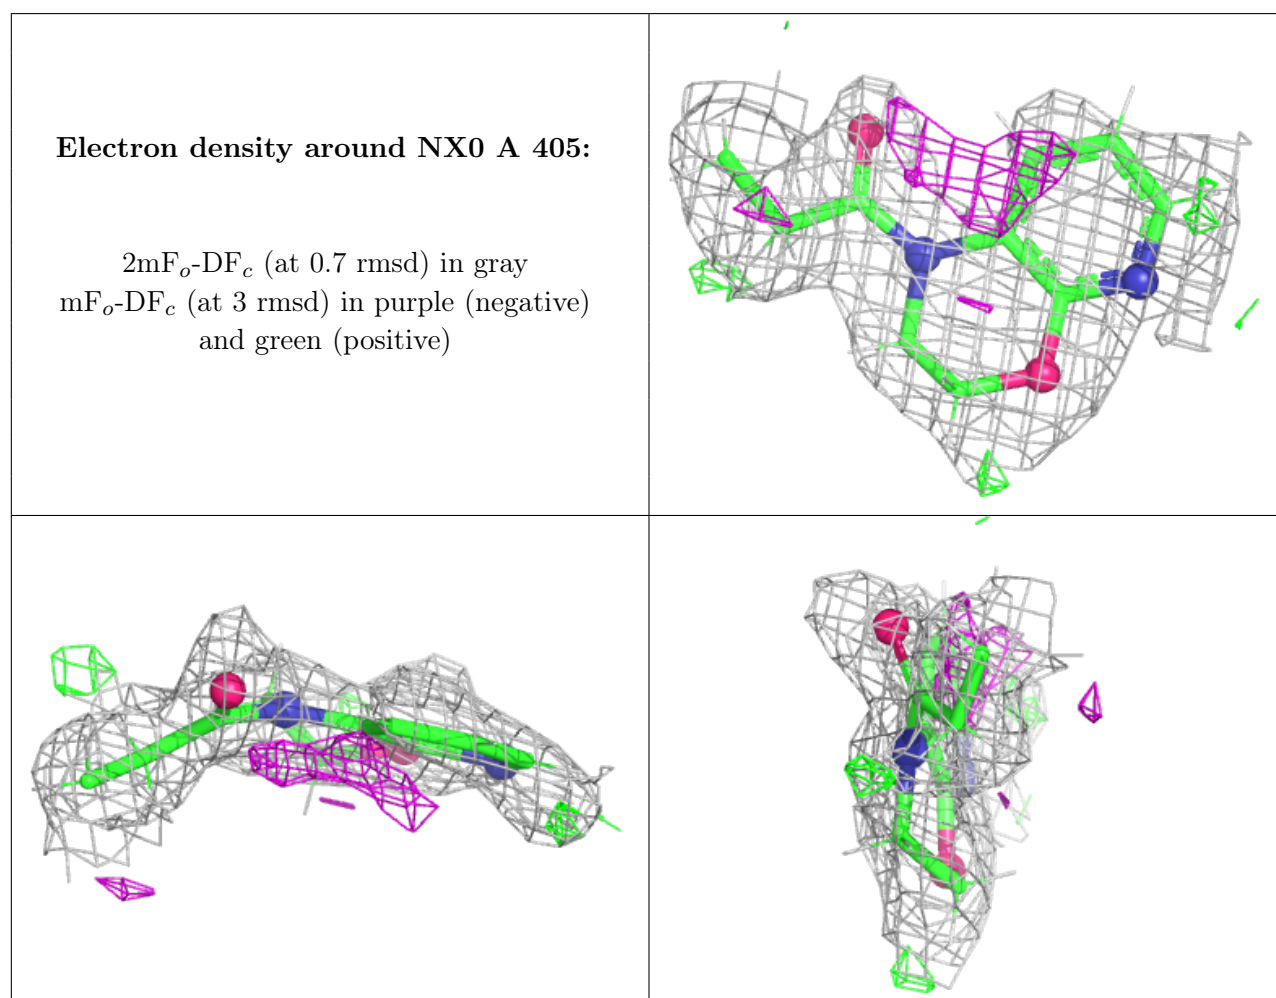 Electron density around NX0 A 405:
2mFₒ-DF𝒸 (at 0.7 rmsd) in gray
mFₒ-DF𝒸 (at 3 rmsd) in purple (negative)
and green (positive)